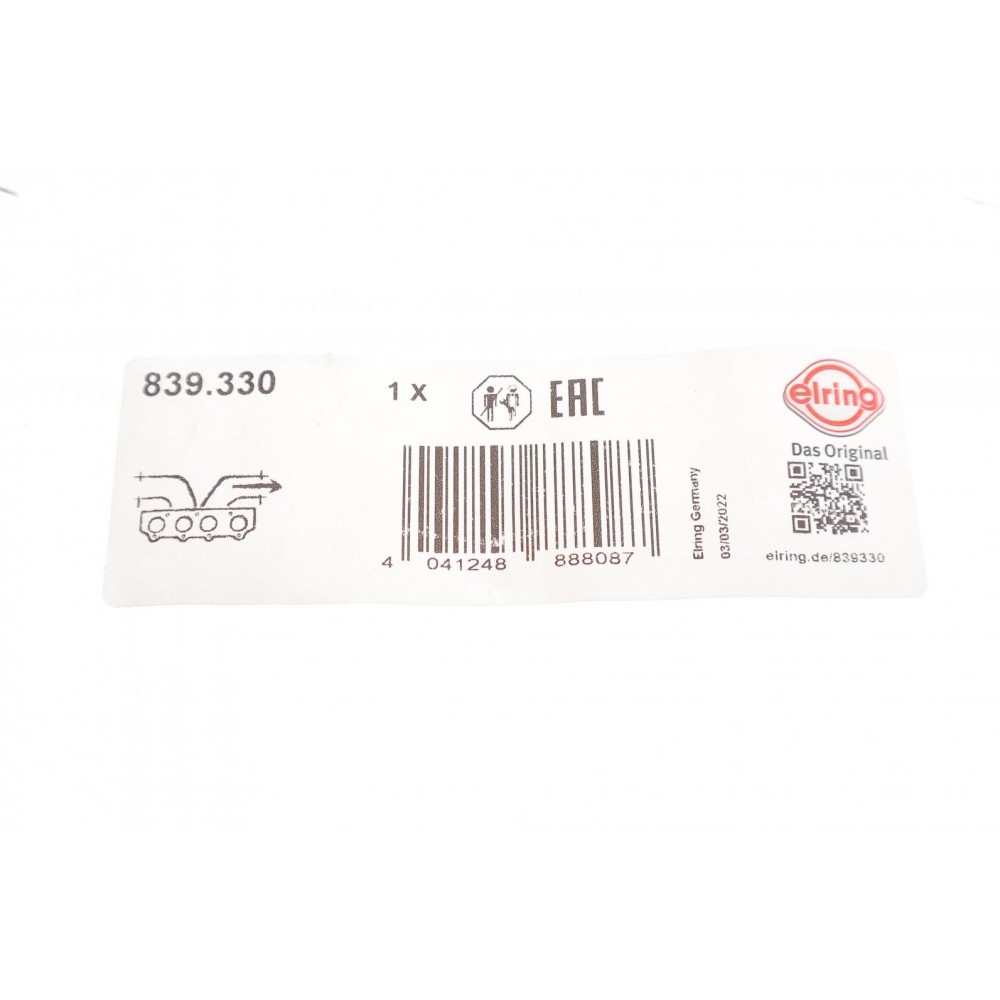 839.330
1 X
EAC
elring
Das Original
4 041248 888087
Elring Germany
03/03/2022
elring.de/839330